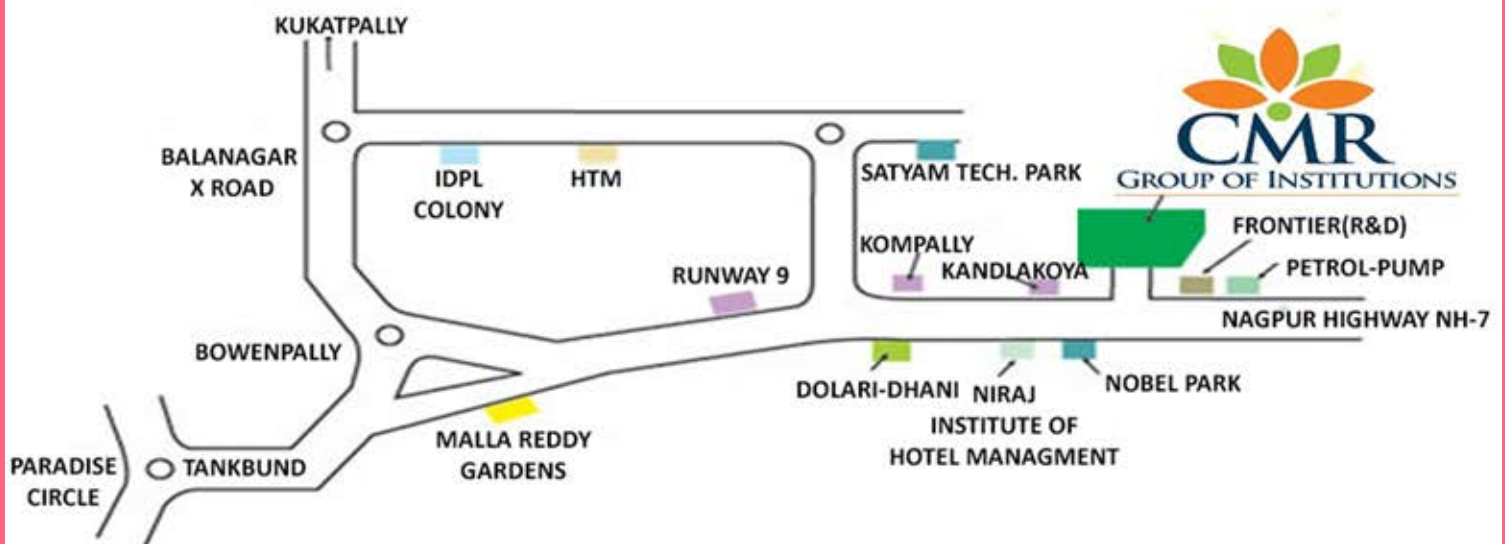 KUKATPALLY
CMR
GROUP OF INSTITUTIONS
BALANAGAR
X ROAD
IDPL
COLONY
HTM
SATYAM TECH. PARK
KOMPALLY
KANDLAKOYA
FRONTIER(R&D)
PETROL-PUMP
RUNWAY 9
NAGPUR HIGHWAY NH-7
BOWENPALLY
DOLARI-DHANI
NIRAJ
INSTITUTE OF
HOTEL MANAGMENT
NOBEL PARK
MALLA REDDY
GARDENS
PARADISE
CIRCLE
TANKBUND